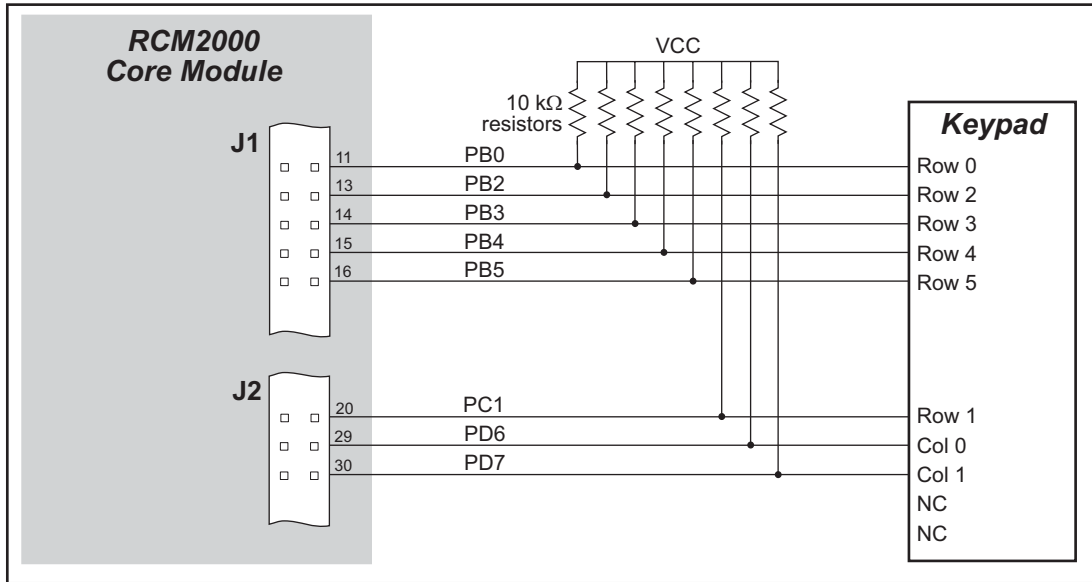 RCM2000
Core Module
VCC
10 kΩ
resistors
Keypad
J1
11 PB0 Row 0
13 PB2 Row 2
14 PB3 Row 3
15 PB4 Row 4
16 PB5 Row 5
J2
20 PC1 Row 1
29 PD6 Col 0
30 PD7 Col 1
NC
NC